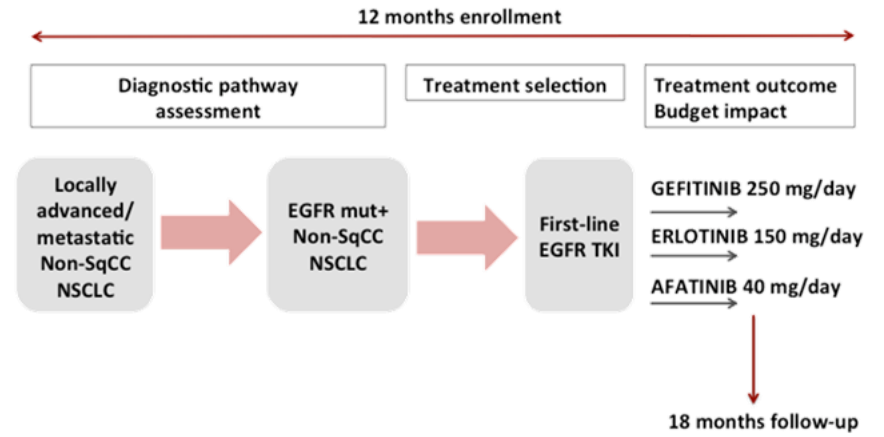 12 months enrollment
Diagnostic pathway
assessment
Treatment selection
Treatment outcome
Budget impact
Locally
advanced/
metastatic
Non-SqCC
NSCLC
EGFR mut+
Non-SqCC
NSCLC
First-line
EGFR TKI
GEFITINIB 250 mg/day
ERLOTINIB 150 mg/day
AFATINIB 40 mg/day
18 months follow-up